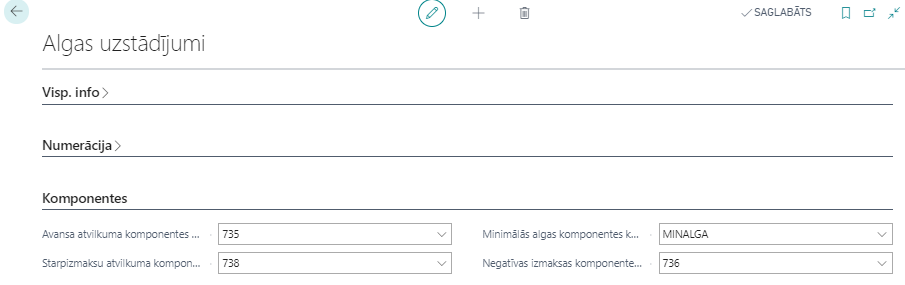 SAGLABĀTS
Algas uzstādījumi
Visp. info
Numerācija
Komponentes
Avansa atvilkuma komponentes ... 735
Minimālās algas komponentes k... MINALGA
Starpizmaksu atvilkuma kompon... 738
Negatīvas izmaksas komponente... 736